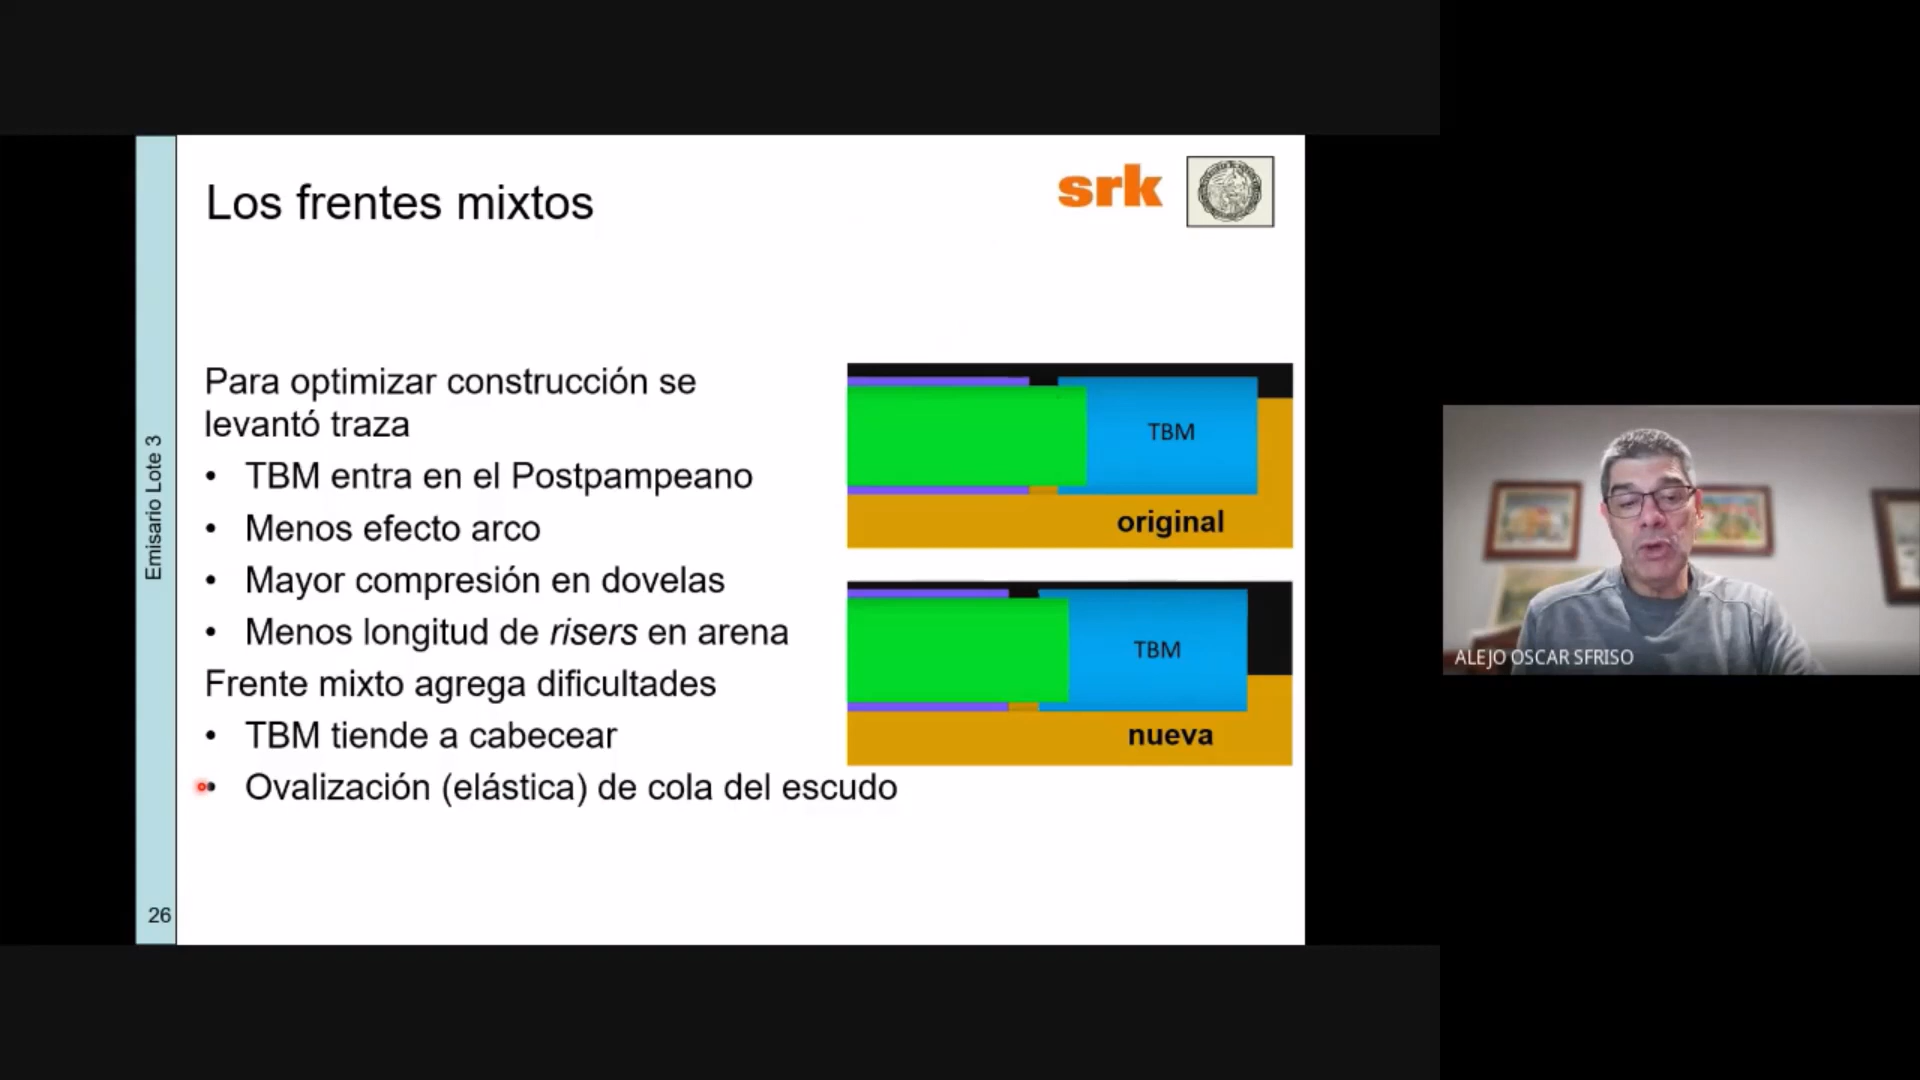 Los frentes mixtos
srk
Para optimizar construcción se
levantó traza
• TBM entra en el Postpampeano
• Menos efecto arco
• Mayor compresión en dovelas
• Menos longitud de risers en arena
Frente mixto agrega dificultades
• TBM tiende a cabecear
• Ovalización (elástica) de cola del escudo
TBM
original
TBM
nueva
Emisario Lote 3
26
ALEJO OSCAR SFRISO